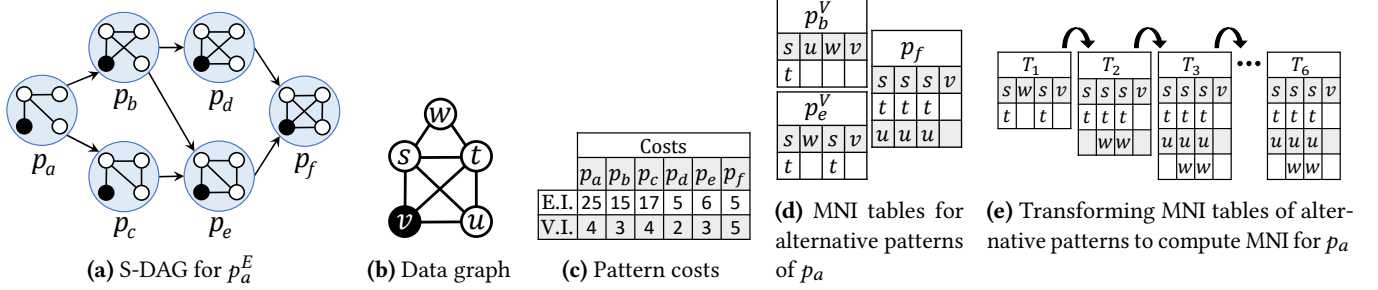 p_a
p_b
p_c
p_d
p_e
p_f
(a) S-DAG for p_a^E
w
s t
v u
(b) Data graph
Costs
p_a p_b p_c p_d p_e p_f
E.I. 25 15 17 5 6 5
V.I. 4 3 4 2 3 5
(c) Pattern costs
p_b^V
s u w v
t
p_e^V
s w s v
t t
p_f
s s s v
t t t
u u u
(d) MNI tables for
alternative patterns
of p_a
T_1
s w s v
t t
T_2
s s s v
t t t
w w
T_3
s s s v
t t t
u u u
w w
...
T_6
s s s v
t t t
u u u
w w
(e) Transforming MNI tables of alter-
native patterns to compute MNI for p_a